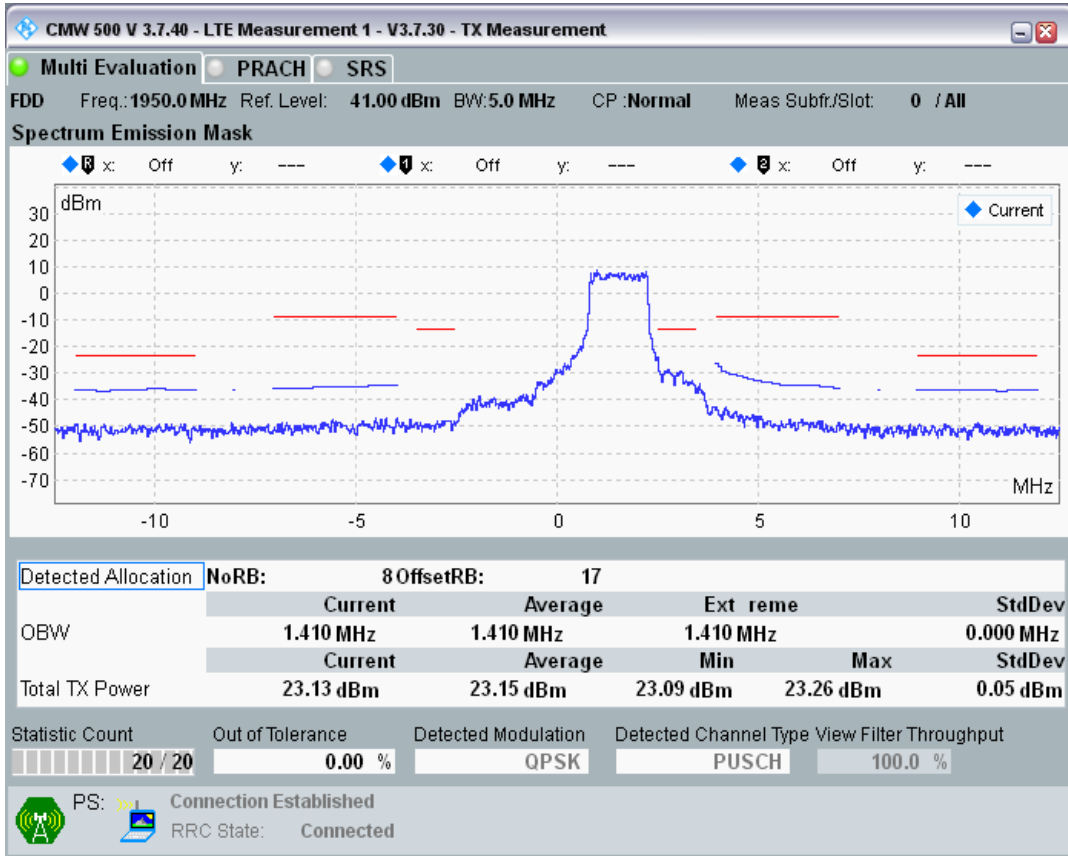 CMW 500 V 3.7.40 - LTE Measurement 1 - V3.7.30 - TX Measurement
Multi Evaluation PRACH SRS
FDD Freq.: 1950.0 MHz Ref. Level: 41.00 dBm BW: 5.0 MHz CP : Normal Meas Subfr./Slot: 0 / All
Spectrum Emission Mask
R x: Off y: --- 1 x: Off y: --- 2 x: Off y: ---
dBm
Current
30
20
10
0
-10
-20
-30
-40
-50
-60
-70
MHz
-10 -5 0 5 10
Detected Allocation NoRB: 8 OffsetRB: 17
Current Average Ext reme StdDev
OBW 1.410 MHz 1.410 MHz 1.410 MHz 0.000 MHz
Current Average Min Max StdDev
Total TX Power 23.13 dBm 23.15 dBm 23.09 dBm 23.26 dBm 0.05 dBm
Statistic Count Out of Tolerance Detected Modulation Detected Channel Type View Filter Throughput
20 / 20 0.00 % QPSK PUSCH 100.0 %
PS: Connection Established
RRC State: Connected